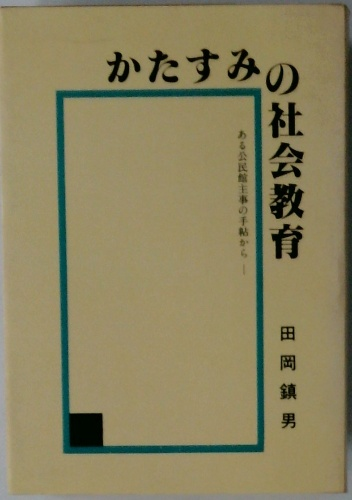 かたすみの社会教育
ある公民館主事の手帖から―
田岡鎮男